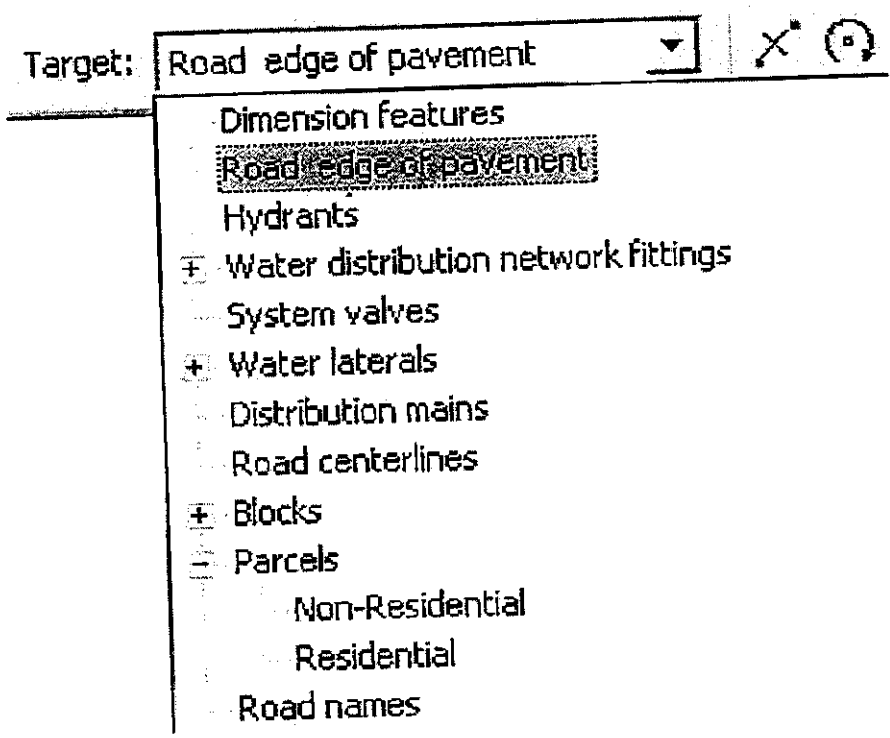 Target: Road edge of pavement
Dimension features
Road edge of pavement
Hydrants
Water distribution network fittings
System valves
Water laterals
Distribution mains
Road centerlines
Blocks
Parcels
Non-Residential
Residential
Road names